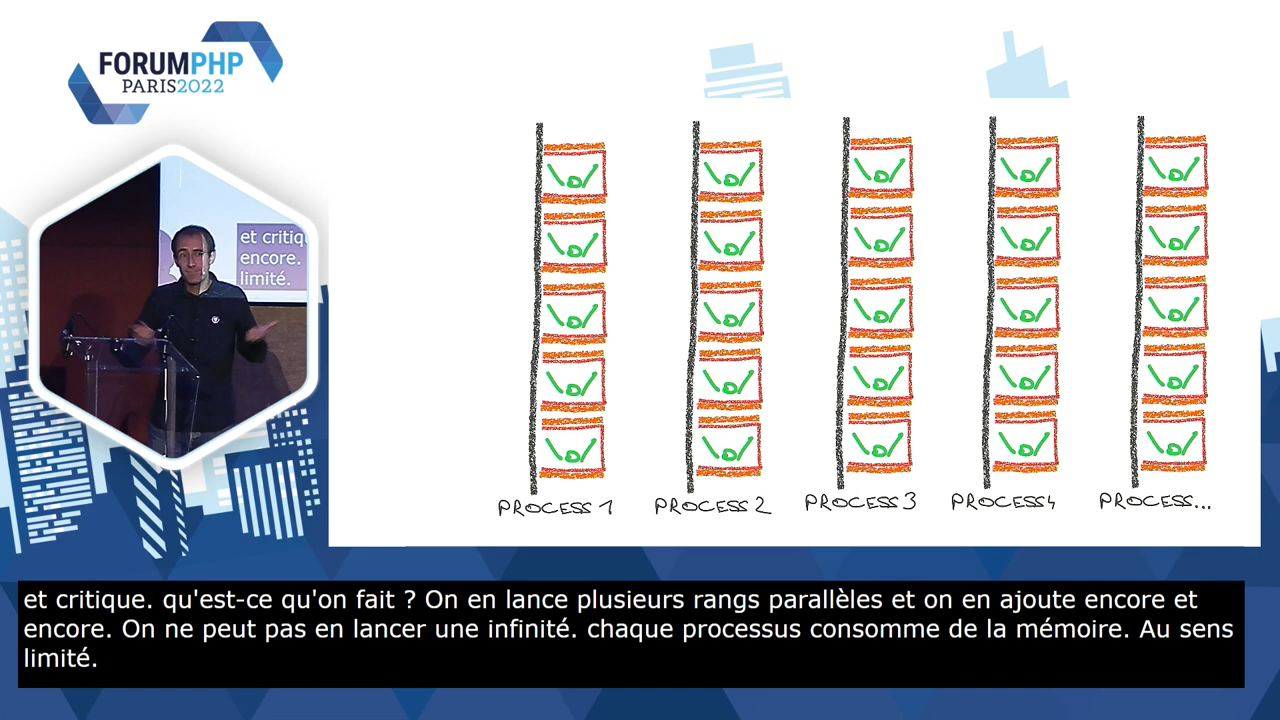 FORUMPHP
PARIS2022
et critiq
encore.
limité.
\o/ \o/ \o/ \o/ \o/
\o/ \o/ \o/ \o/ \o/
\o/ \o/ \o/ \o/ \o/
\o/ \o/ \o/ \o/ \o/
\o/ \o/ \o/ \o/ \o/
PROCESS 1 PROCESS 2 PROCESS 3 PROCESS 4 PROCESS...
et critique. qu'est-ce qu'on fait ? On en lance plusieurs rangs parallèles et on en ajoute encore et
encore. On ne peut pas en lancer une infinité. chaque processus consomme de la mémoire. Au sens
limité.